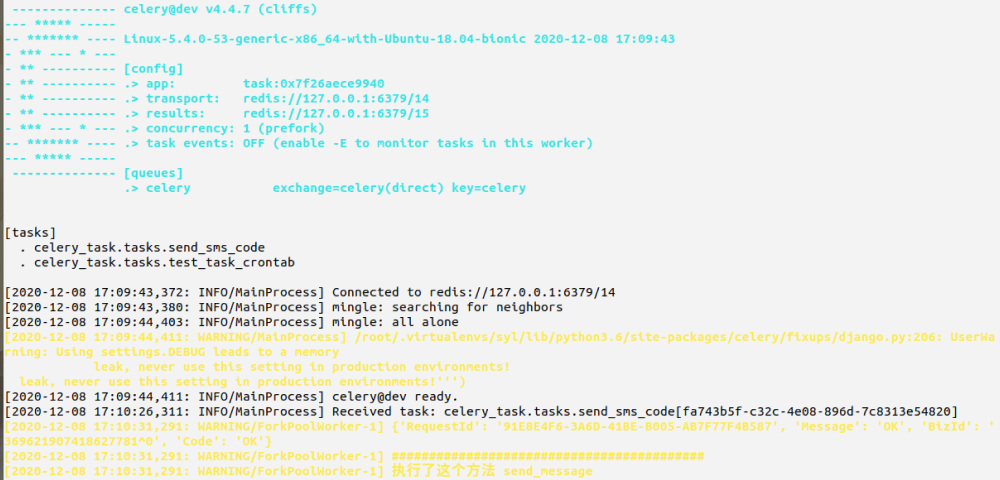 -------------- celery@dev v4.4.7 (cliffs)
--- ***** -----
-- ******* ---- Linux-5.4.0-53-generic-x86_64-with-Ubuntu-18.04-bionic 2020-12-08 17:09:43
- *** --- * ---
- ** ---------- [config]
- ** ---------- .> app:         task:0x7f26aece9940
- ** ---------- .> transport:   redis://127.0.0.1:6379/14
- ** ---------- .> results:     redis://127.0.0.1:6379/15
- *** --- * --- .> concurrency: 1 (prefork)
-- ******* ---- .> task events: OFF (enable -E to monitor tasks in this worker)
--- ***** -----
-------------- [queues]
.> celery           exchange=celery(direct) key=celery
[tasks]
. celery_task.tasks.send_sms_code
. celery_task.tasks.test_task_crontab
[2020-12-08 17:09:43,372: INFO/MainProcess] Connected to redis://127.0.0.1:6379/14
[2020-12-08 17:09:43,380: INFO/MainProcess] mingle: searching for neighbors
[2020-12-08 17:09:44,403: INFO/MainProcess] mingle: all alone
[2020-12-08 17:09:44,411: WARNING/MainProcess] /root/.virtualenvs/syl/lib/python3.6/site-packages/celery/fixups/django.py:206: UserWa
rning: Using settings.DEBUG leads to a memory
leak, never use this setting in production environments!
leak, never use this setting in production environments!''')
[2020-12-08 17:09:44,411: INFO/MainProcess] celery@dev ready.
[2020-12-08 17:10:26,311: INFO/MainProcess] Received task: celery_task.tasks.send_sms_code[fa743b5f-c32c-4e08-896d-7c8313e54820]
[2020-12-08 17:10:31,291: WARNING/ForkPoolWorker-1] {'RequestId': '91E8E4F6-3A6D-41BE-B005-AB7F77F4B587', 'Message': 'OK', 'BizId': '
369621907418627781^0', 'Code': 'OK'}
[2020-12-08 17:10:31,291: WARNING/ForkPoolWorker-1] ##########################################
[2020-12-08 17:10:31,291: WARNING/ForkPoolWorker-1] 执行了这个方法 send_message